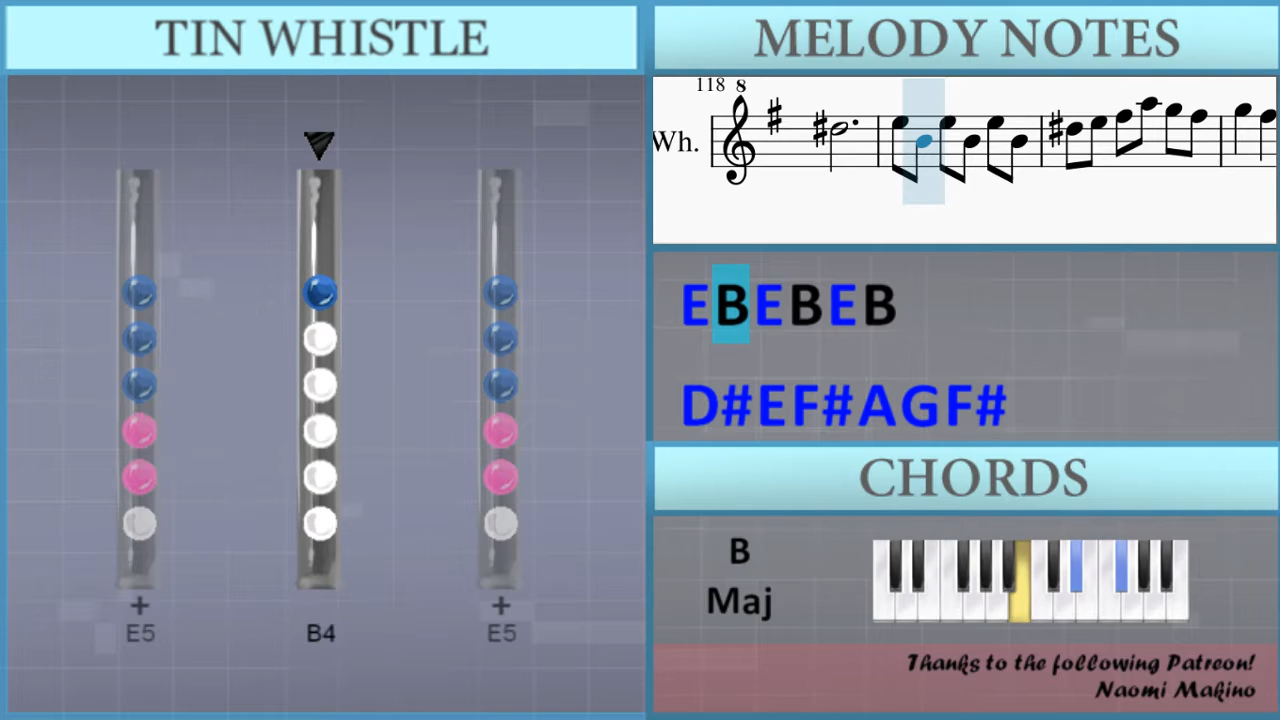 TIN WHISTLE
+
E5
B4
+
E5
MELODY NOTES
118 8
Wh.
EBEBEB
D#EF#AGF#
CHORDS
B
Maj
Thanks to the following Patreon!
Naomi Makino